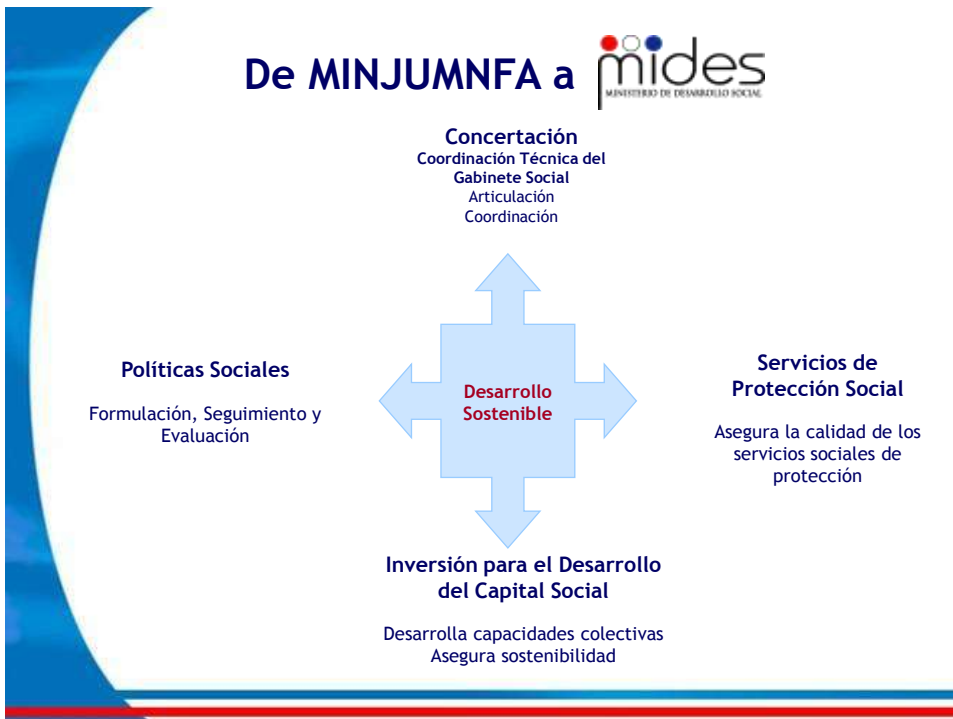 De MINJUMNFA a mides
MINISTERIO DE DESARROLLO SOCIAL
Concertación
Coordinación Técnica del
Gabinete Social
Articulación
Coordinación
Políticas Sociales
Formulación, Seguimiento y
Evaluación
Desarrollo
Sostenible
Servicios de
Protección Social
Asegura la calidad de los
servicios sociales de
protección
Inversión para el Desarrollo
del Capital Social
Desarrolla capacidades colectivas
Asegura sostenibilidad